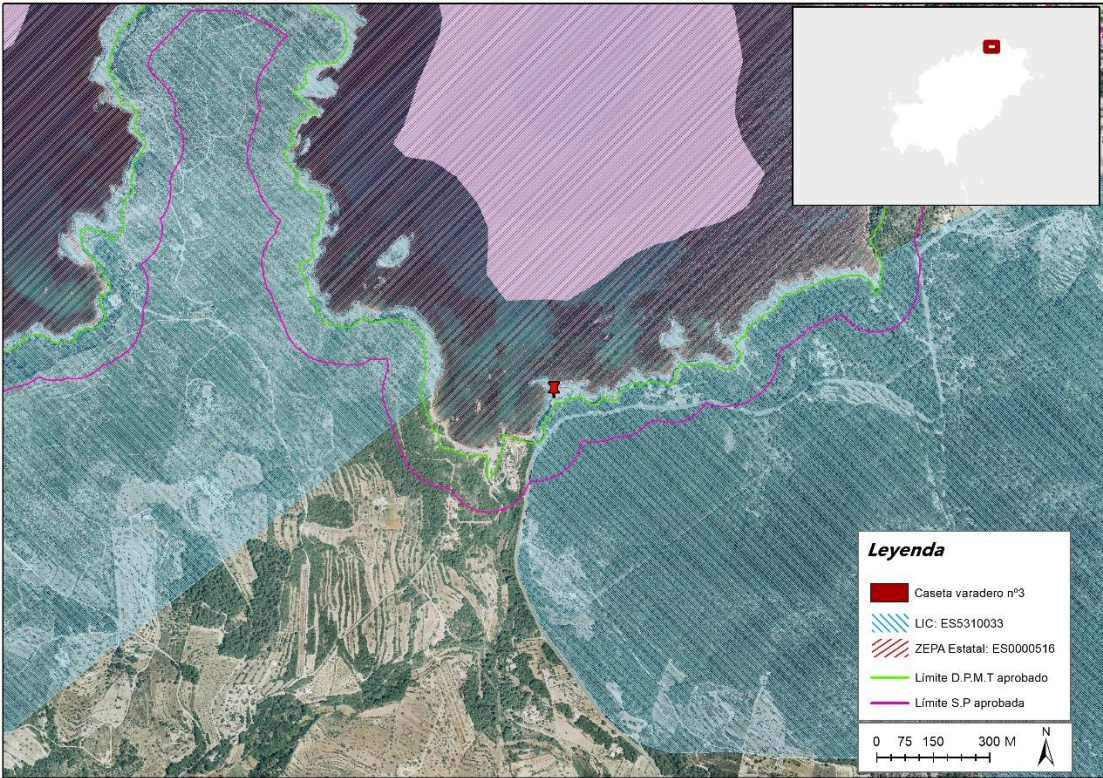 Leyenda
Caseta varadero nº3
LIC: ES5310033
ZEPA Estatal: ES0000516
Límite D.P.M.T aprobado
Límite S.P aprobada
0 75 150 300 M
N